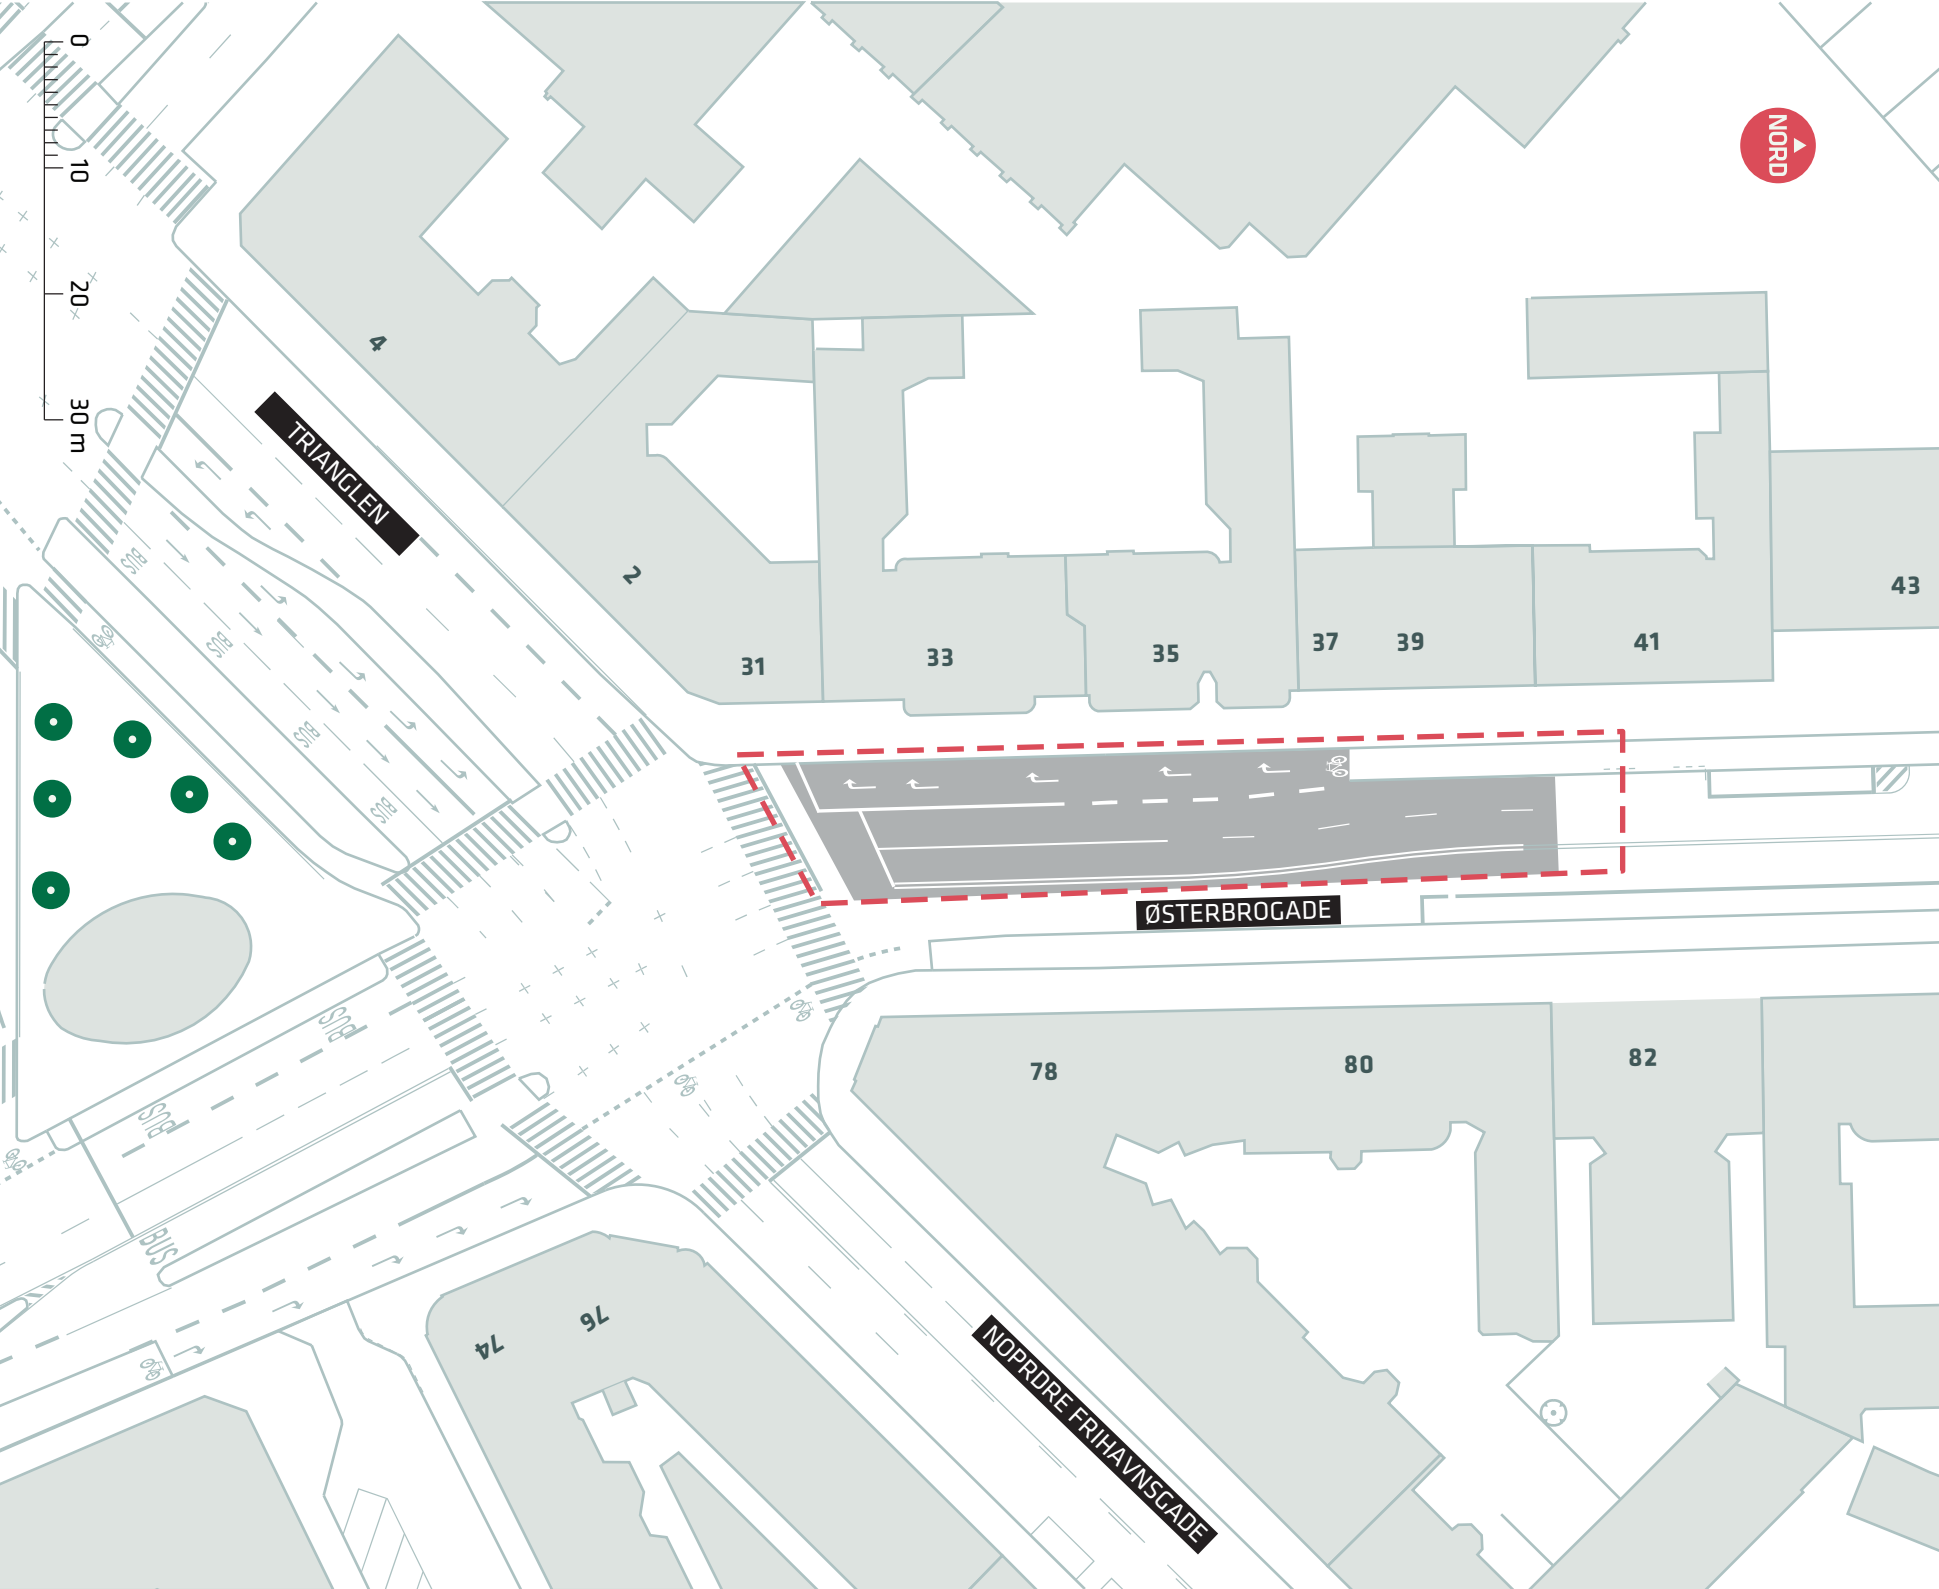 0
10
20
30 m
NORD
4
TRIANGLEN
2
31
33
35
37
39
41
43
BUS
BUS
BUS
BUS
ØSTERBROGADE
78
80
82
BUS
BUS
BUS
76
74
NOPRDRE FRIHAVNSGADE